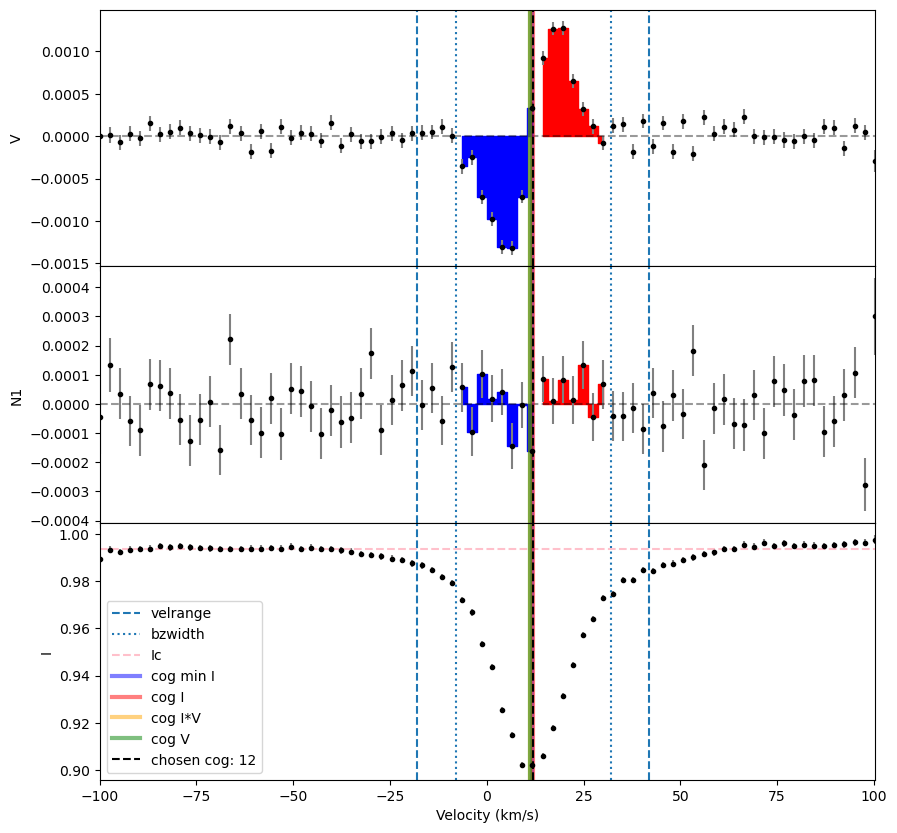 0.0010
0.0005
0.0000
−0.0005
−0.0010
−0.0015
V
0.0004
0.0003
0.0002
0.0001
0.0000
−0.0001
−0.0002
−0.0003
−0.0004
N1
1.00
0.98
0.96
0.94
0.92
0.90
I
velrange
bzwidth
Ic
cog min I
cog I
cog I*V
cog V
chosen cog: 12
−100 −75 −50 −25 0 25 50 75 100
Velocity (km/s)